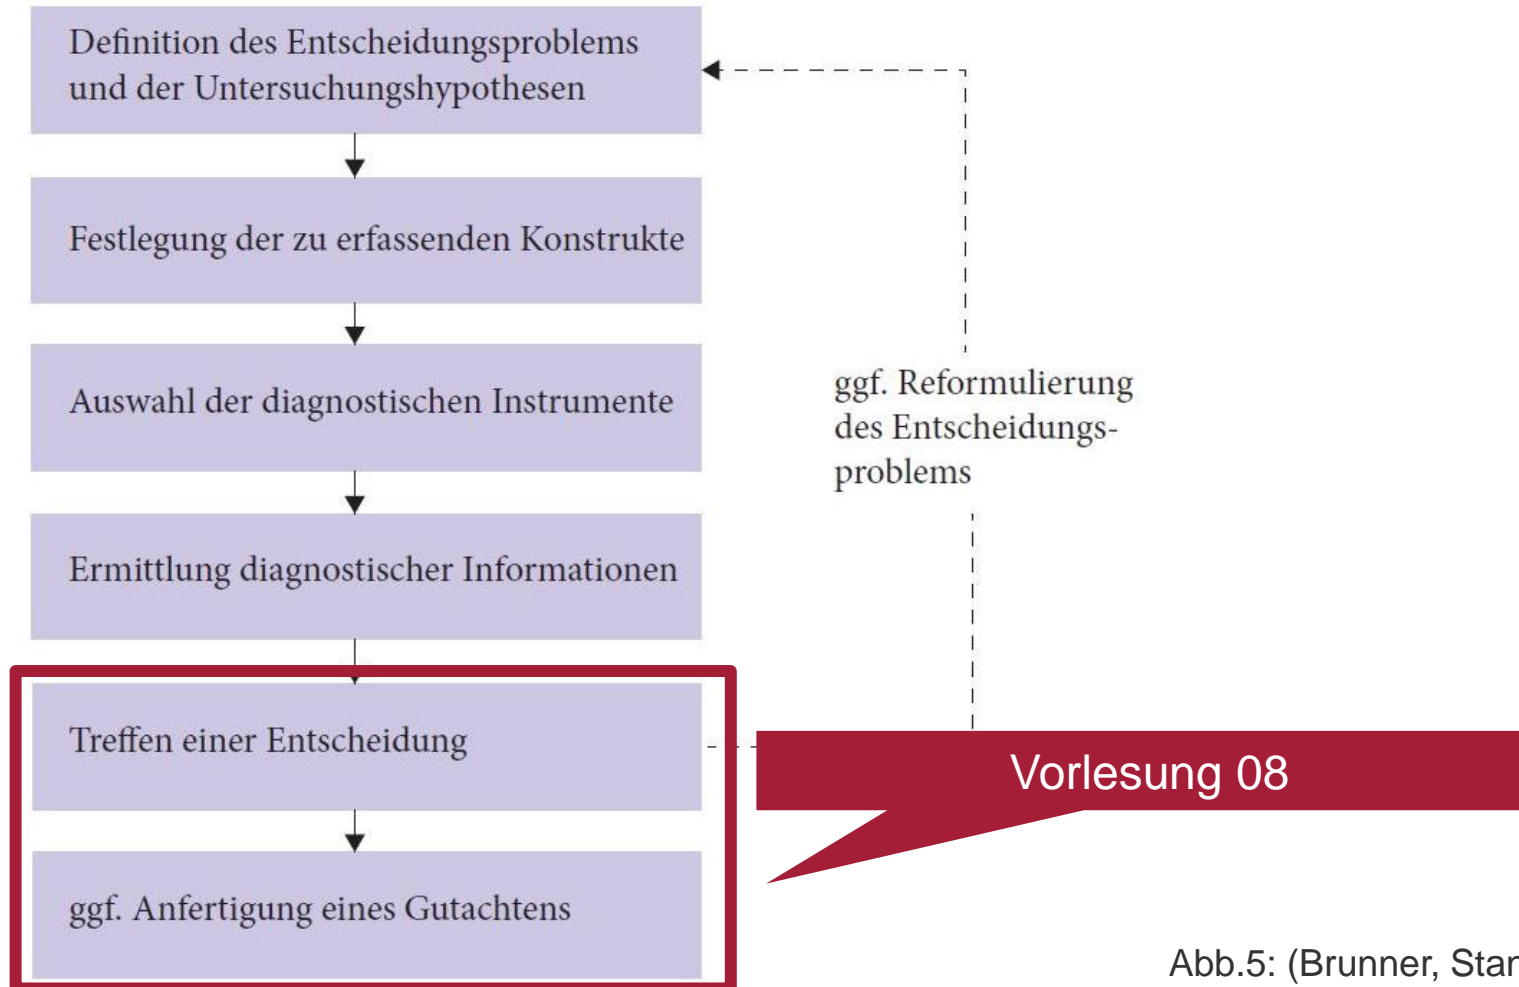 Definition des Entscheidungsproblems
und der Untersuchungshypothesen
Festlegung der zu erfassenden Konstrukte
Auswahl der diagnostischen Instrumente
ggf. Reformulierung
des Entscheidungs-
problems
Ermittlung diagnostischer Informationen
Treffen einer Entscheidung
Vorlesung 08
ggf. Anfertigung eines Gutachtens
Abb.5: (Brunner, Stan